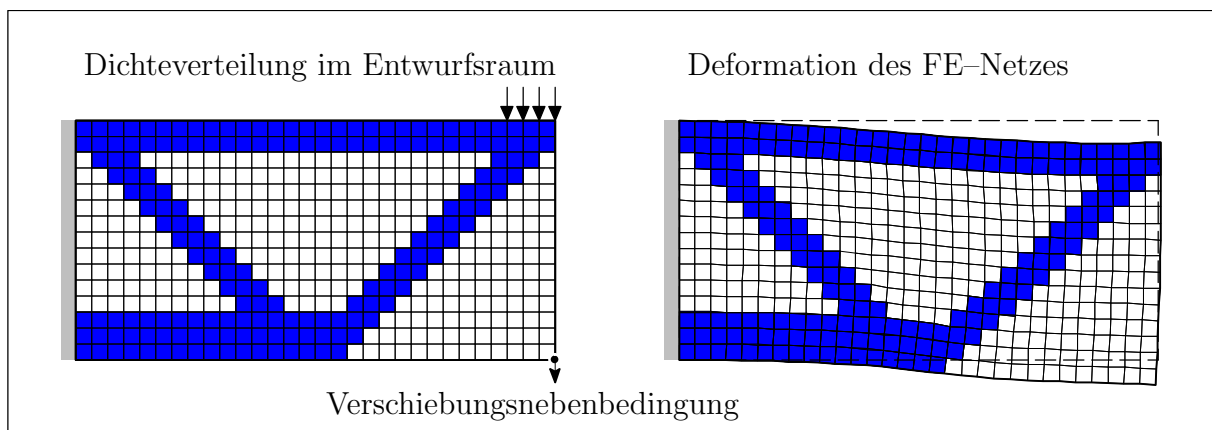 Dichteverteilung im Entwurfsraum
Deformation des FE–Netzes
Verschiebungsnebenbedingung